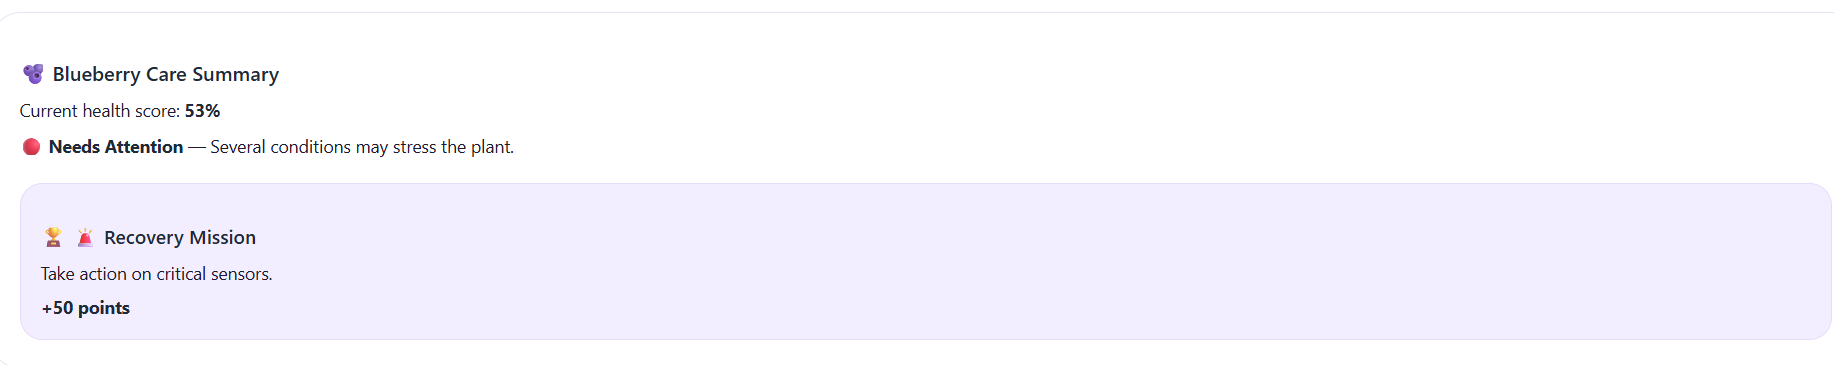 🫐 Blueberry Care Summary
Current health score: 53%
🔴 Needs Attention — Several conditions may stress the plant.
🏆 🚨 Recovery Mission
Take action on critical sensors.
+50 points